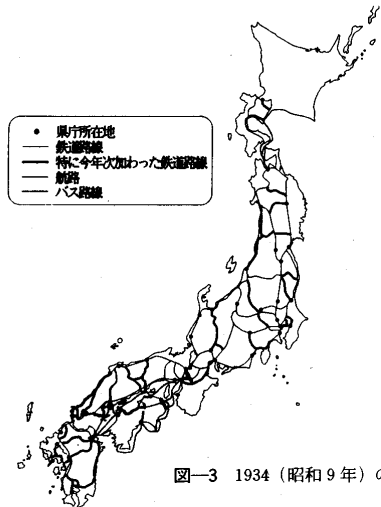 県庁所在地
鉄道路線
特に今年次加わった鉄道路線
航路
バス路線
図―3 1934（昭和9年）の